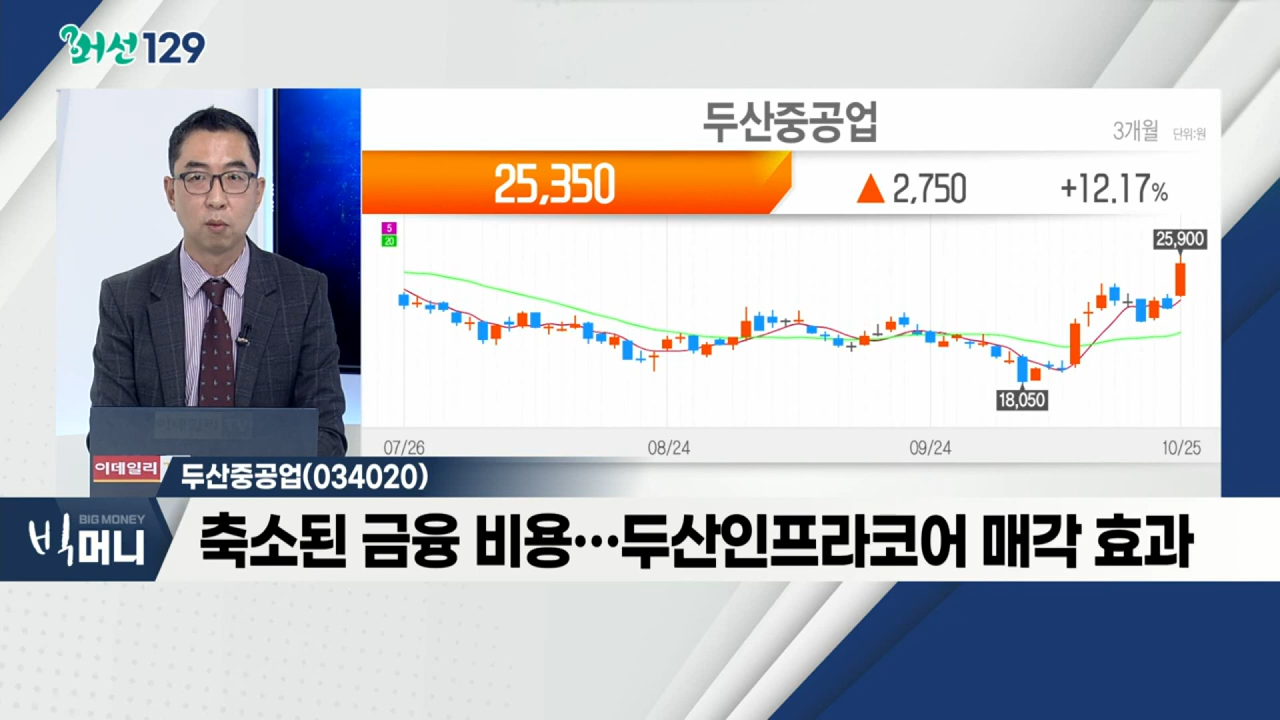 머선129
두산중공업
3개월 단위:원
25,350 ▲2,750 +12.17%
5
20
25,900
18,050
07/26 08/24 09/24 10/25
이데일리 두산중공업(034020)
빅머니 BIG MONEY
축소된 금융 비용…두산인프라코어 매각 효과